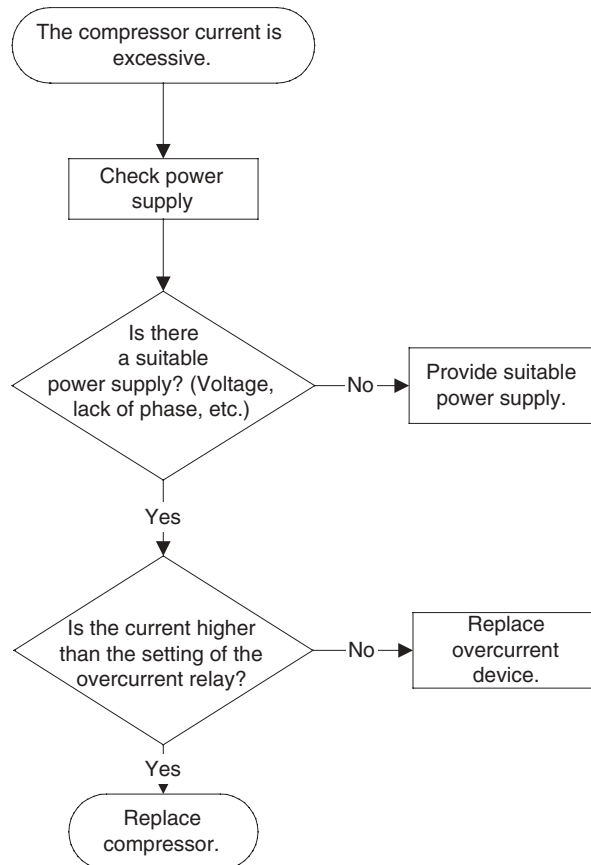 The compressor current is
excessive.
Check power
supply
Is there
a suitable
power supply? (Voltage,
lack of phase, etc.)
No
Provide suitable
power supply.
Yes
Is the current higher
than the setting of the
overcurrent relay?
No
Replace
overcurrent
device.
Yes
Replace
compressor.